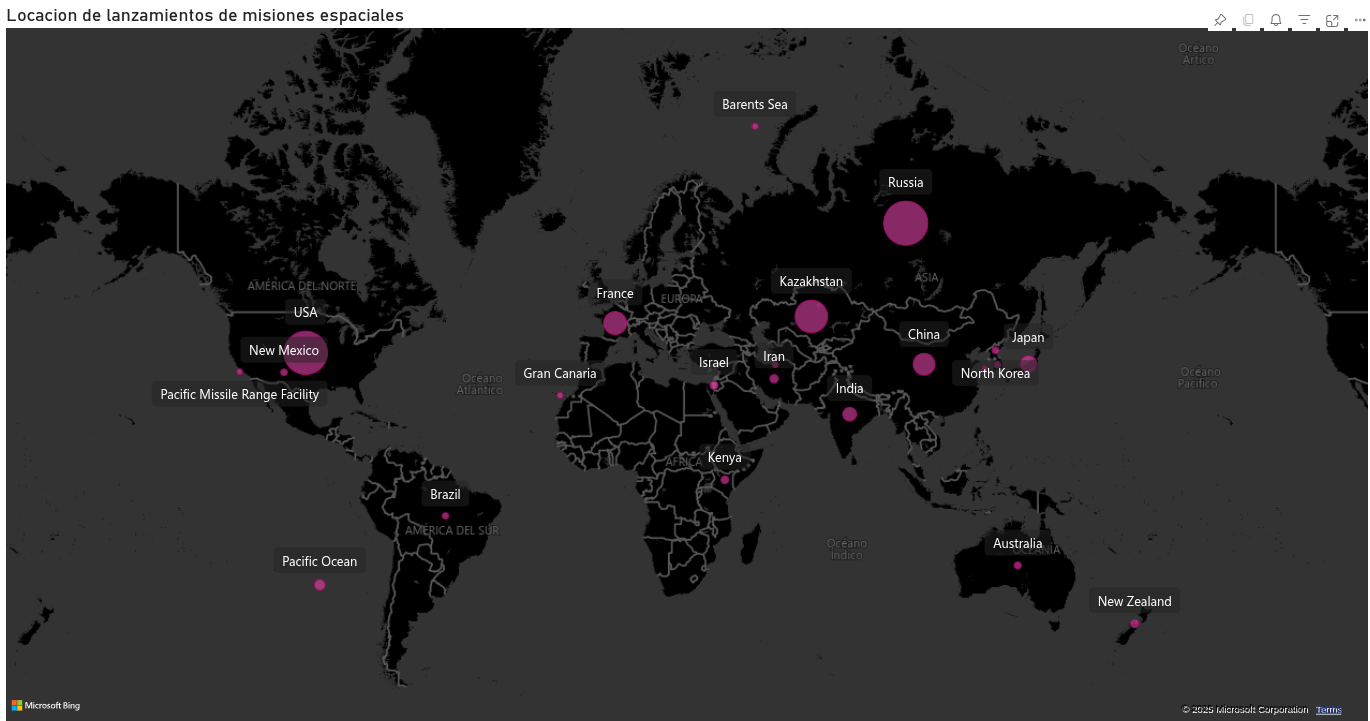 Locacion de lanzamientos de misiones espaciales
Océano
Ártico
Barents Sea
Russia
ASIA
Kazakhstan
AMÉRICA DEL NORTE
France
EUROPA
USA
China
Japan
New Mexico
Israel
Iran
North Korea
Gran Canaria
Océano
Atlántico
Océano
Pacífico
India
Pacific Missile Range Facility
Kenya
ÁFRICA
Brazil
AMÉRICA DEL SUR
Australia
OCEANÍA
Océano
Índico
Pacific Ocean
New Zealand
Microsoft Bing
© 2025 Microsoft Corporation Terms